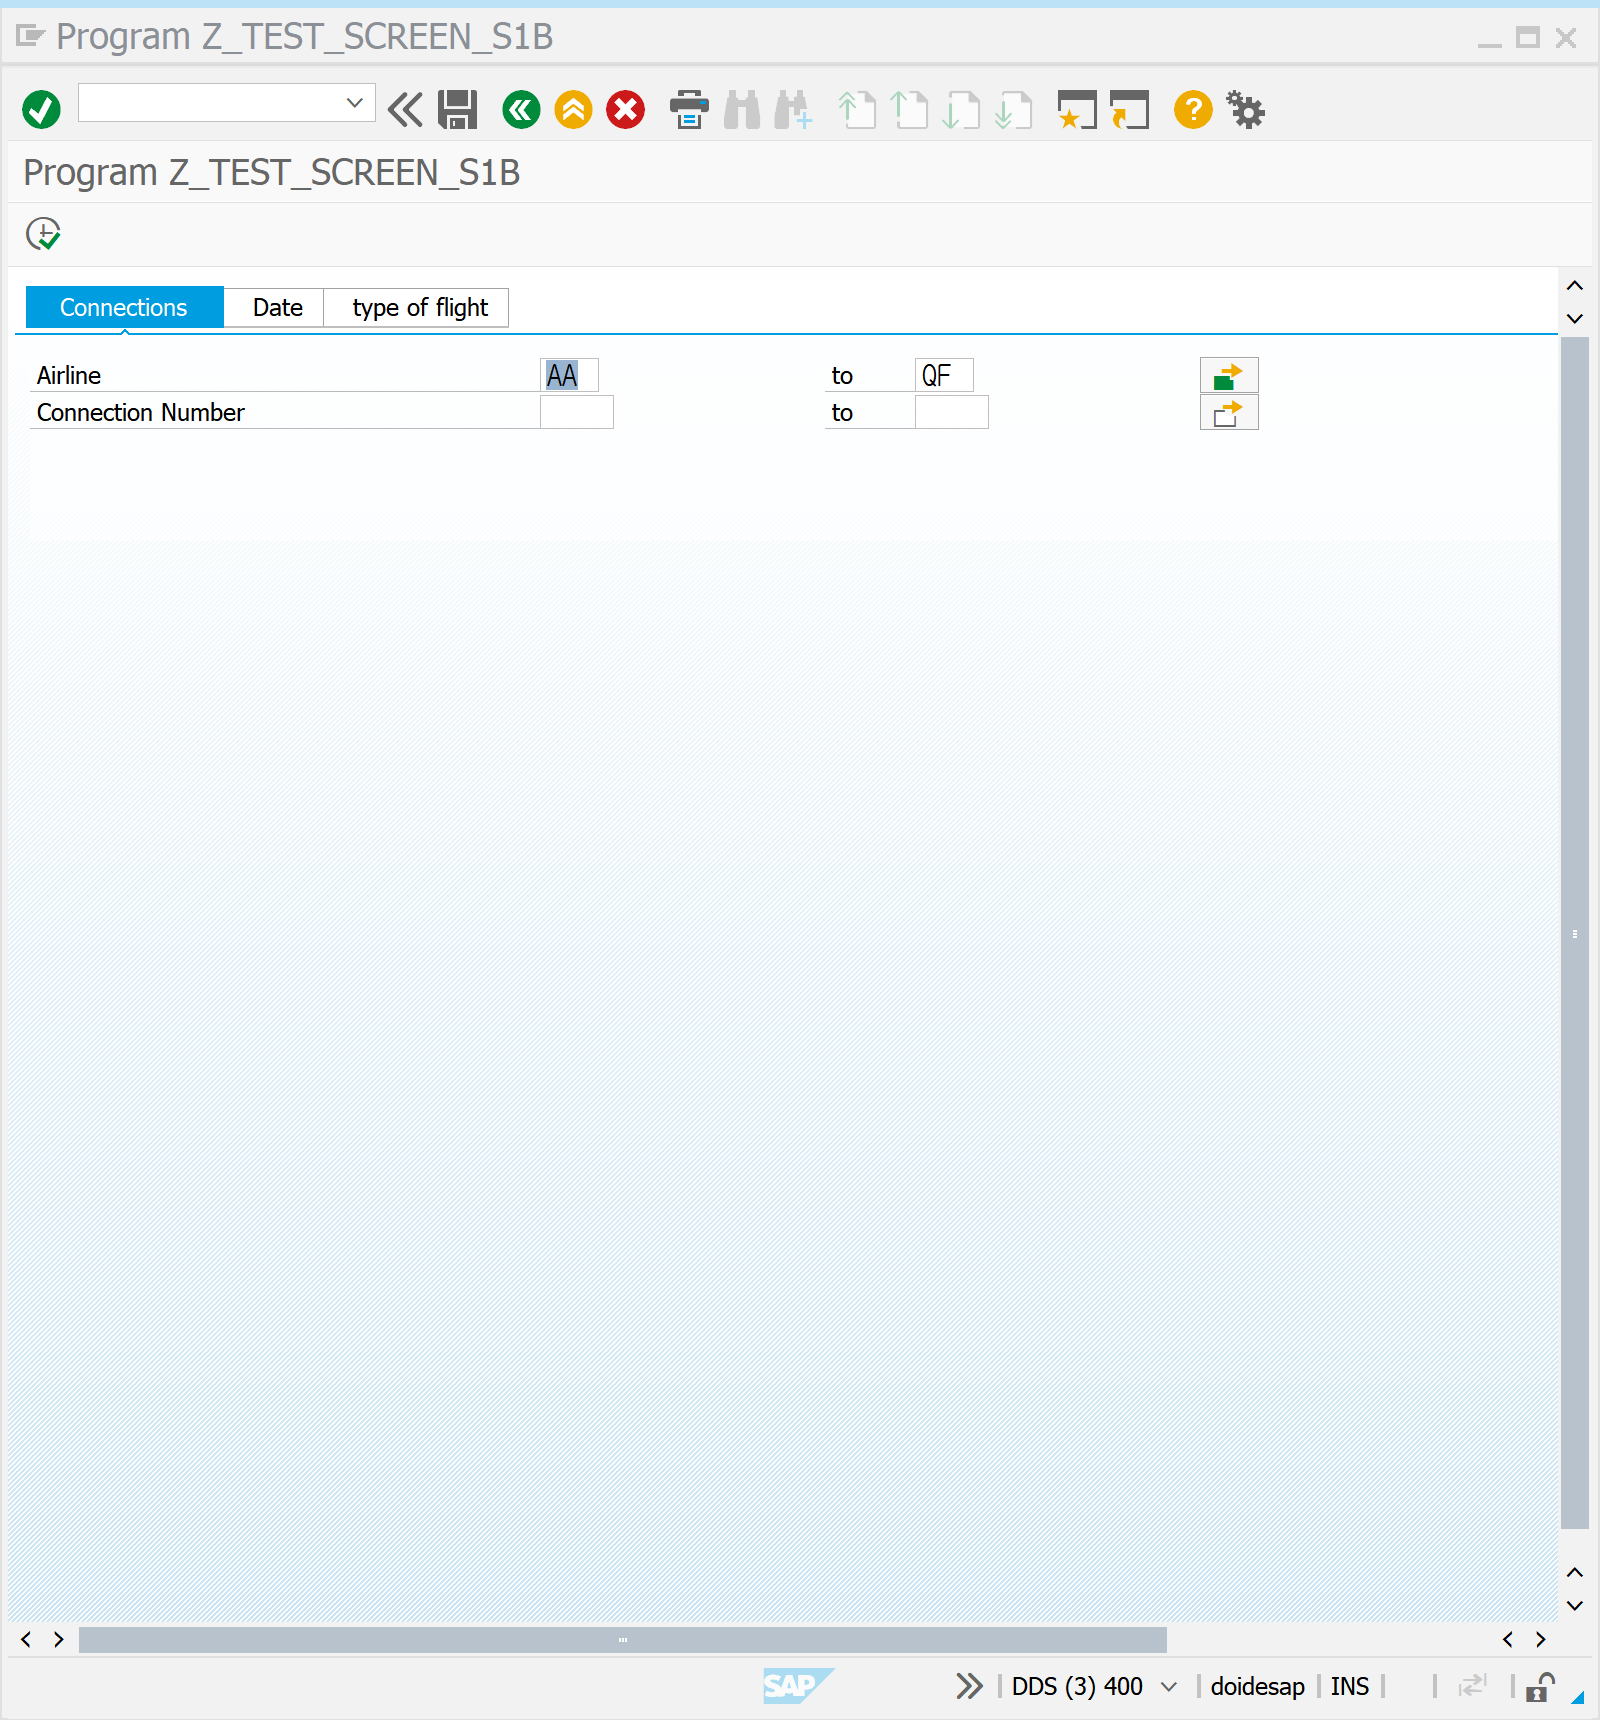 Program Z_TEST_SCREEN_S1B
Program Z_TEST_SCREEN_S1B
Connections Date type of flight
Airline AA to QF
Connection Number to
SAP DDS (3) 400 doidesap INS